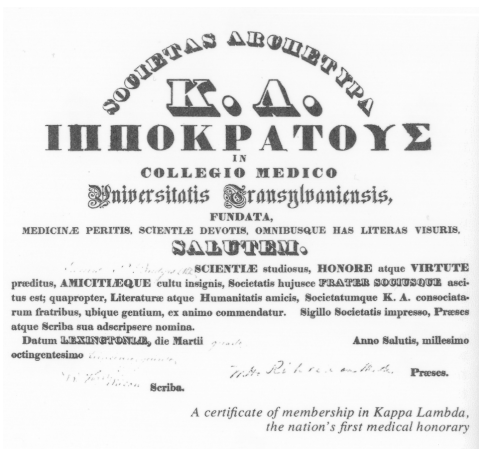 SOCIETAS ARCHETYPA
K. Λ.
ΙΠΠΟΚΡΑΤΟΥΣ
IN
COLLEGIO MEDICO
Universitatis Transylvaniensis,
FUNDATA,
MEDICINÆ PERITIS, SCIENTIÆ DEVOTIS, OMNIBUSQUE HAS LITERAS VISURIS,
SALUTEM.
SCIENTIÆ studiosus, HONORE atque VIRTUTE
præditus, AMICITIÆQUE cultu insignis, Societatis hujusce FRATER SOCIUSQUE asci-
tus est; quapropter, Literaturæ atque Humanitatis amicis, Societatumque K. A. consociata-
rum fratribus, ubique gentium, ex animo commendatur. Sigillo Societatis impresso, Præses
atque Scriba sua adscripsere nomina.
Datum LEXINGTONIÆ, die Martii Anno Salutis, millesimo
octingentesimo
Præses.
Scriba.
A certificate of membership in Kappa Lambda,
the nation's first medical honorary